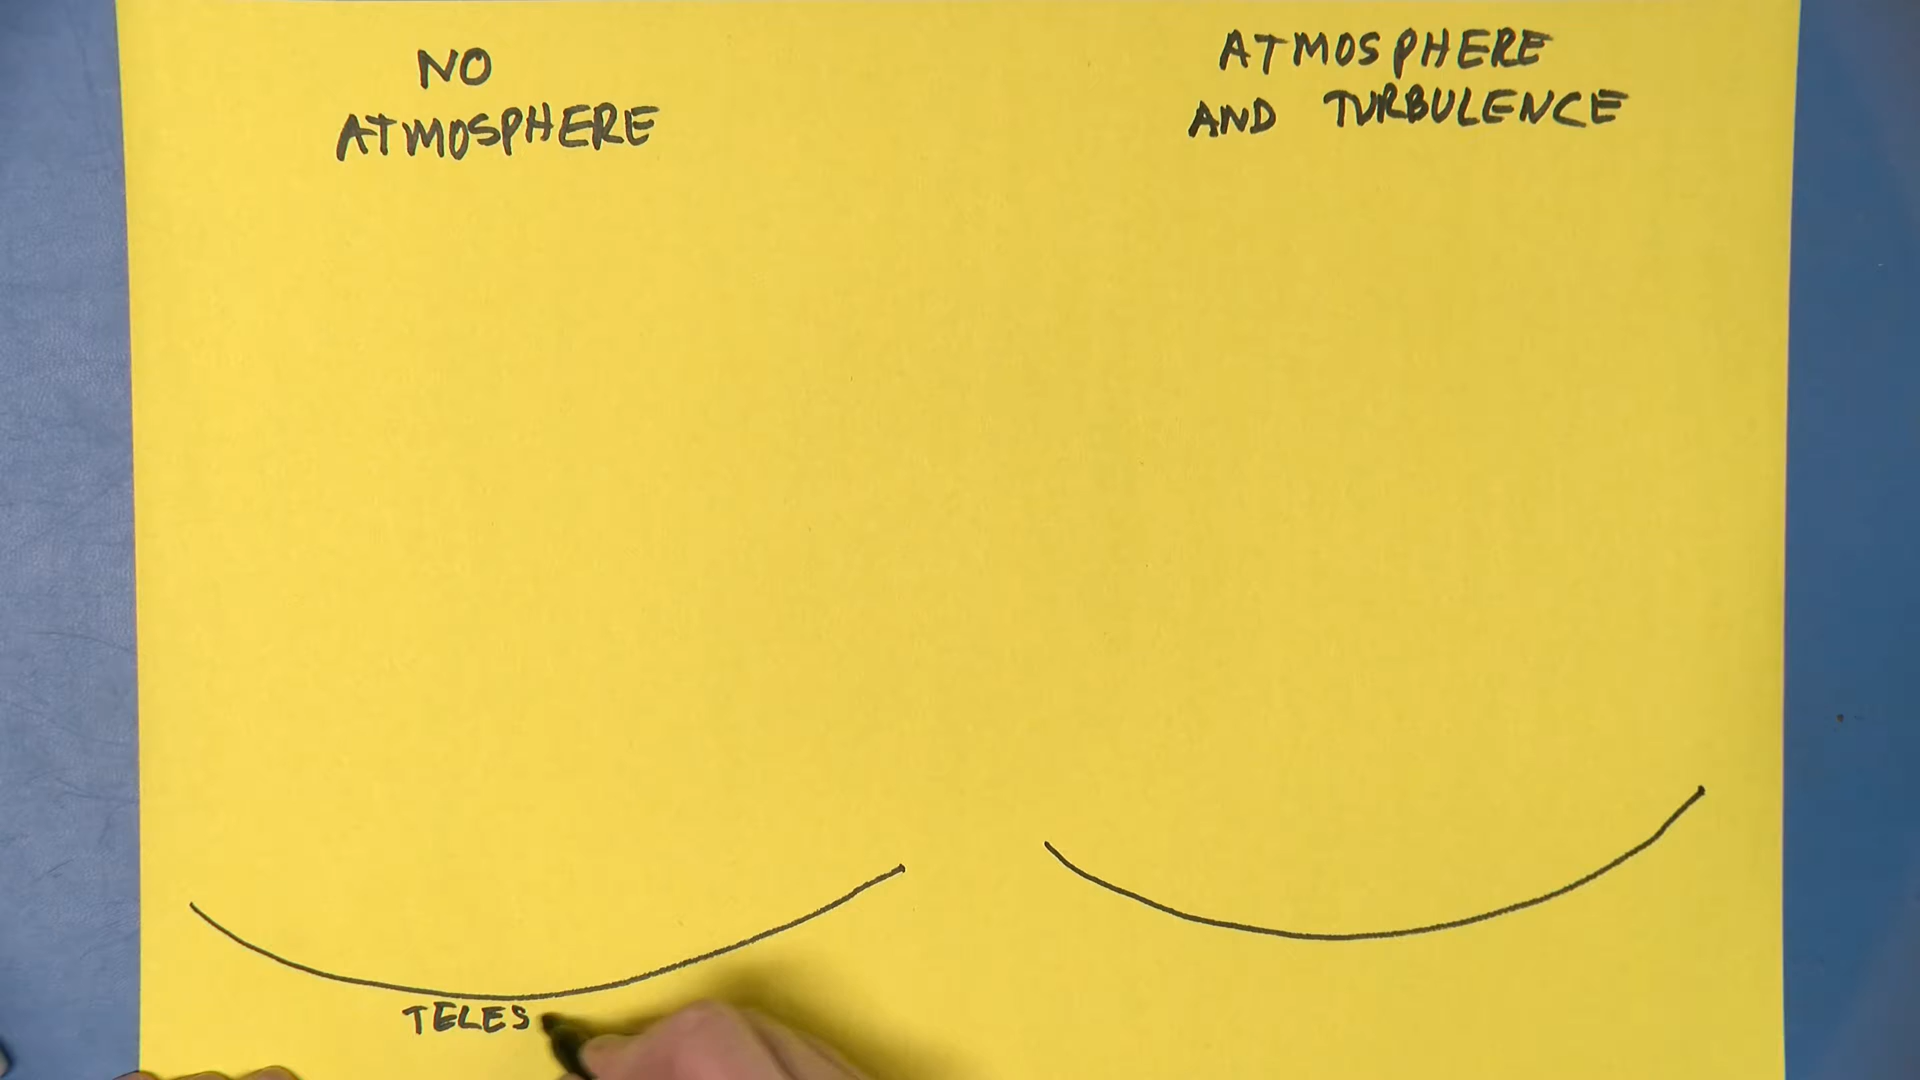 NO
ATMOSPHERE
ATMOSPHERE
AND TURBULENCE
TELES